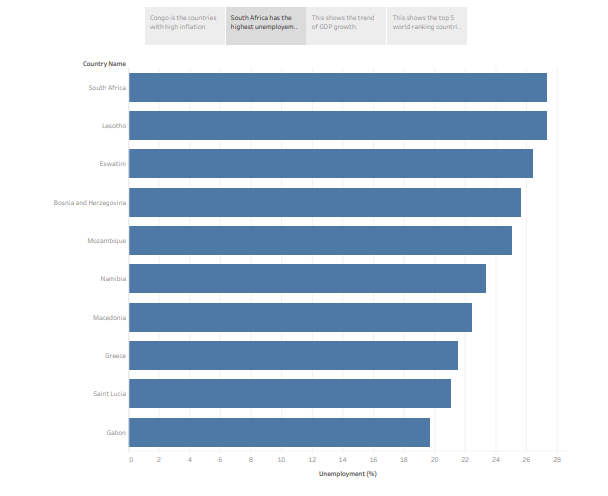 Congo is the countries
with high inflation
South Africa has the
highest unemployem..
This shows the trend
of GDP growth.
This shows the top 5
world ranking countri..
Country Name
South Africa
Lesotho
Eswatini
Bosnia and Herzegovina
Mozambique
Namibia
Macedonia
Greece
Saint Lucia
Gabon
0 2 4 6 8 10 12 14 16 18 20 22 24 26 28
Unemployment (%)